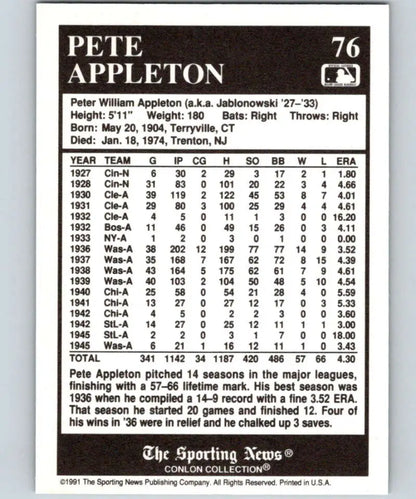 PETE 76
APPLETON
Peter William Appleton (a.k.a. Jablonowski '27–'33)
Height: 5'11" Weight: 180 Bats: Right Throws: Right
Born: May 20, 1904, Terryville, CT
Died: Jan. 18, 1974, Trenton, NJ
YEAR TEAM G IP CG H SO BB W L ERA
1927 Cin-N 6 30 2 29 3 17 2 1 1.80
1928 Cin-N 31 83 0 101 20 22 3 4 4.66
1930 Cle-A 39 119 2 122 45 53 8 7 4.01
1931 Cle-A 29 80 3 100 25 29 4 4 4.61
1932 Cle-A 4 5 0 11 1 3 0 0 16.20
1932 Bos-A 11 46 0 49 15 26 0 3 4.11
1933 NY-A 1 2 0 3 0 1 0 0 0.00
1936 Was-A 38 202 12 199 77 77 14 9 3.52
1937 Was-A 35 168 7 167 62 72 8 15 4.39
1938 Was-A 43 164 5 175 62 61 7 9 4.61
1939 Was-A 40 103 2 104 50 48 5 10 4.54
1940 Chi-A 25 58 0 54 21 28 4 0 5.59
1941 Chi-A 13 27 0 27 12 17 0 3 5.33
1942 Chi-A 4 5 0 2 2 3 0 0 3.60
1942 StL-A 14 27 0 25 12 11 1 1 3.00
1945 StL-A 2 2 0 3 1 7 0 0 18.00
1945 Was-A 6 21 1 16 12 11 1 0 3.43
TOTAL 341 1142 34 1187 420 486 57 66 4.30
Pete Appleton pitched 14 seasons in the major leagues,
finishing with a 57–66 lifetime mark. His best season was
1936 when he compiled a 14–9 record with a fine 3.52 ERA.
That season he started 20 games and finished 12. Four of
his wins in '36 were in relief and he chalked up 3 saves.
The Sporting News®
CONLON COLLECTION®
©1991 The Sporting News Publishing Company. All Rights Reserved. Printed in U.S.A.